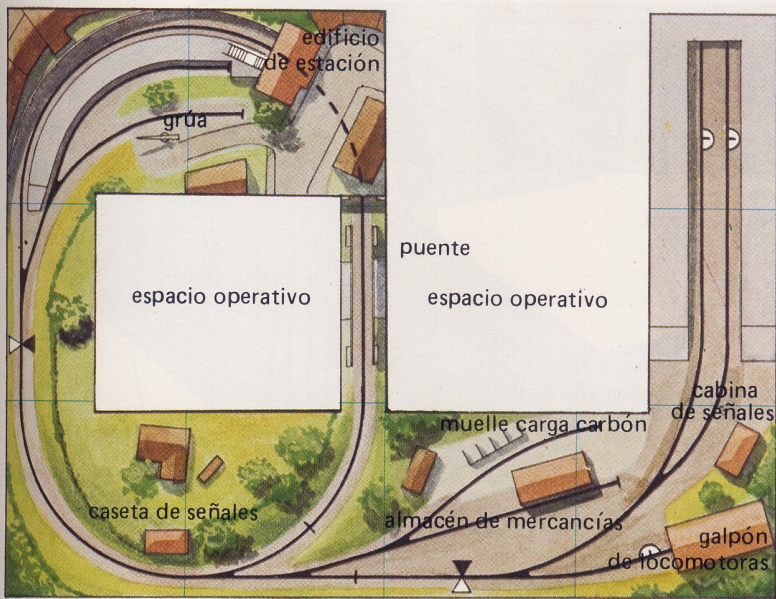 edificio
de estación
grúa
puente
espacio operativo
espacio operativo
cabina
de señales
muelle carga carbón
caseta de señales
almacén de mercancías
galpón
de locomotoras